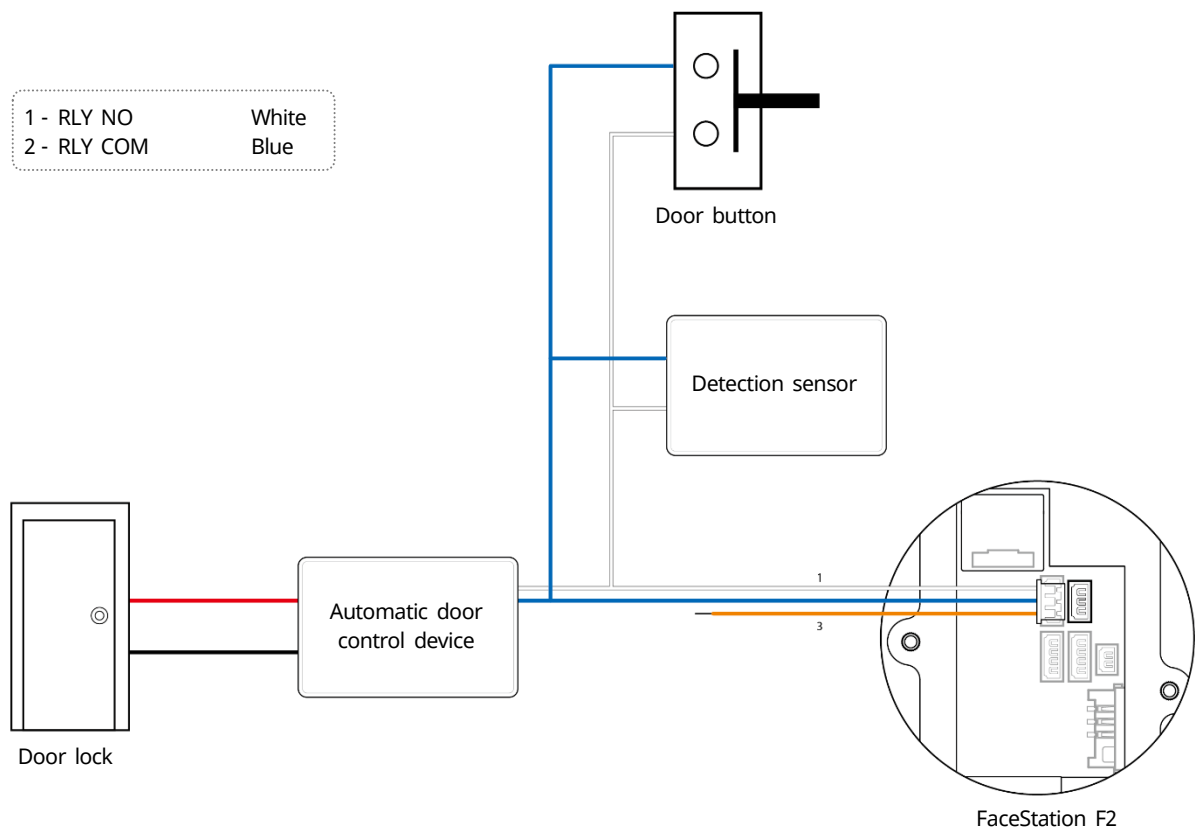 1 - RLY NO White
2 - RLY COM Blue
Door button
Detection sensor
1
3
Automatic door
control device
Door lock
FaceStation F2